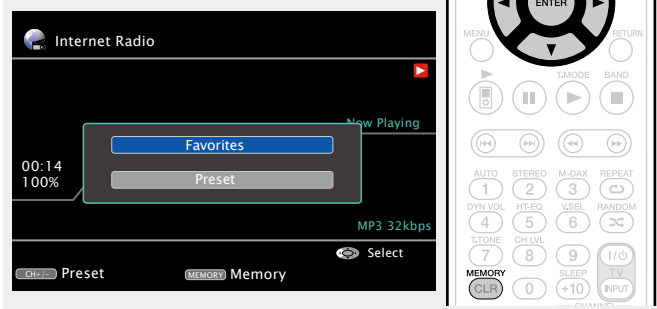 Internet Radio
Now Playing
Favorites
Preset
00:14
100%
MP3 32kbps
Select
CH+/- Preset
MEMORY Memory
ENTER
MENU
RETURN
T.MODE BAND
AUTO STEREO M-DAX REPEAT
1 2 3
DYN VOL HT-EQ V.SEL RANDOM
4 5 6
T.TONE CH LVL
7 8 9
MEMORY SLEEP TV
CLR 0 +10 INPUT
CHANNEL